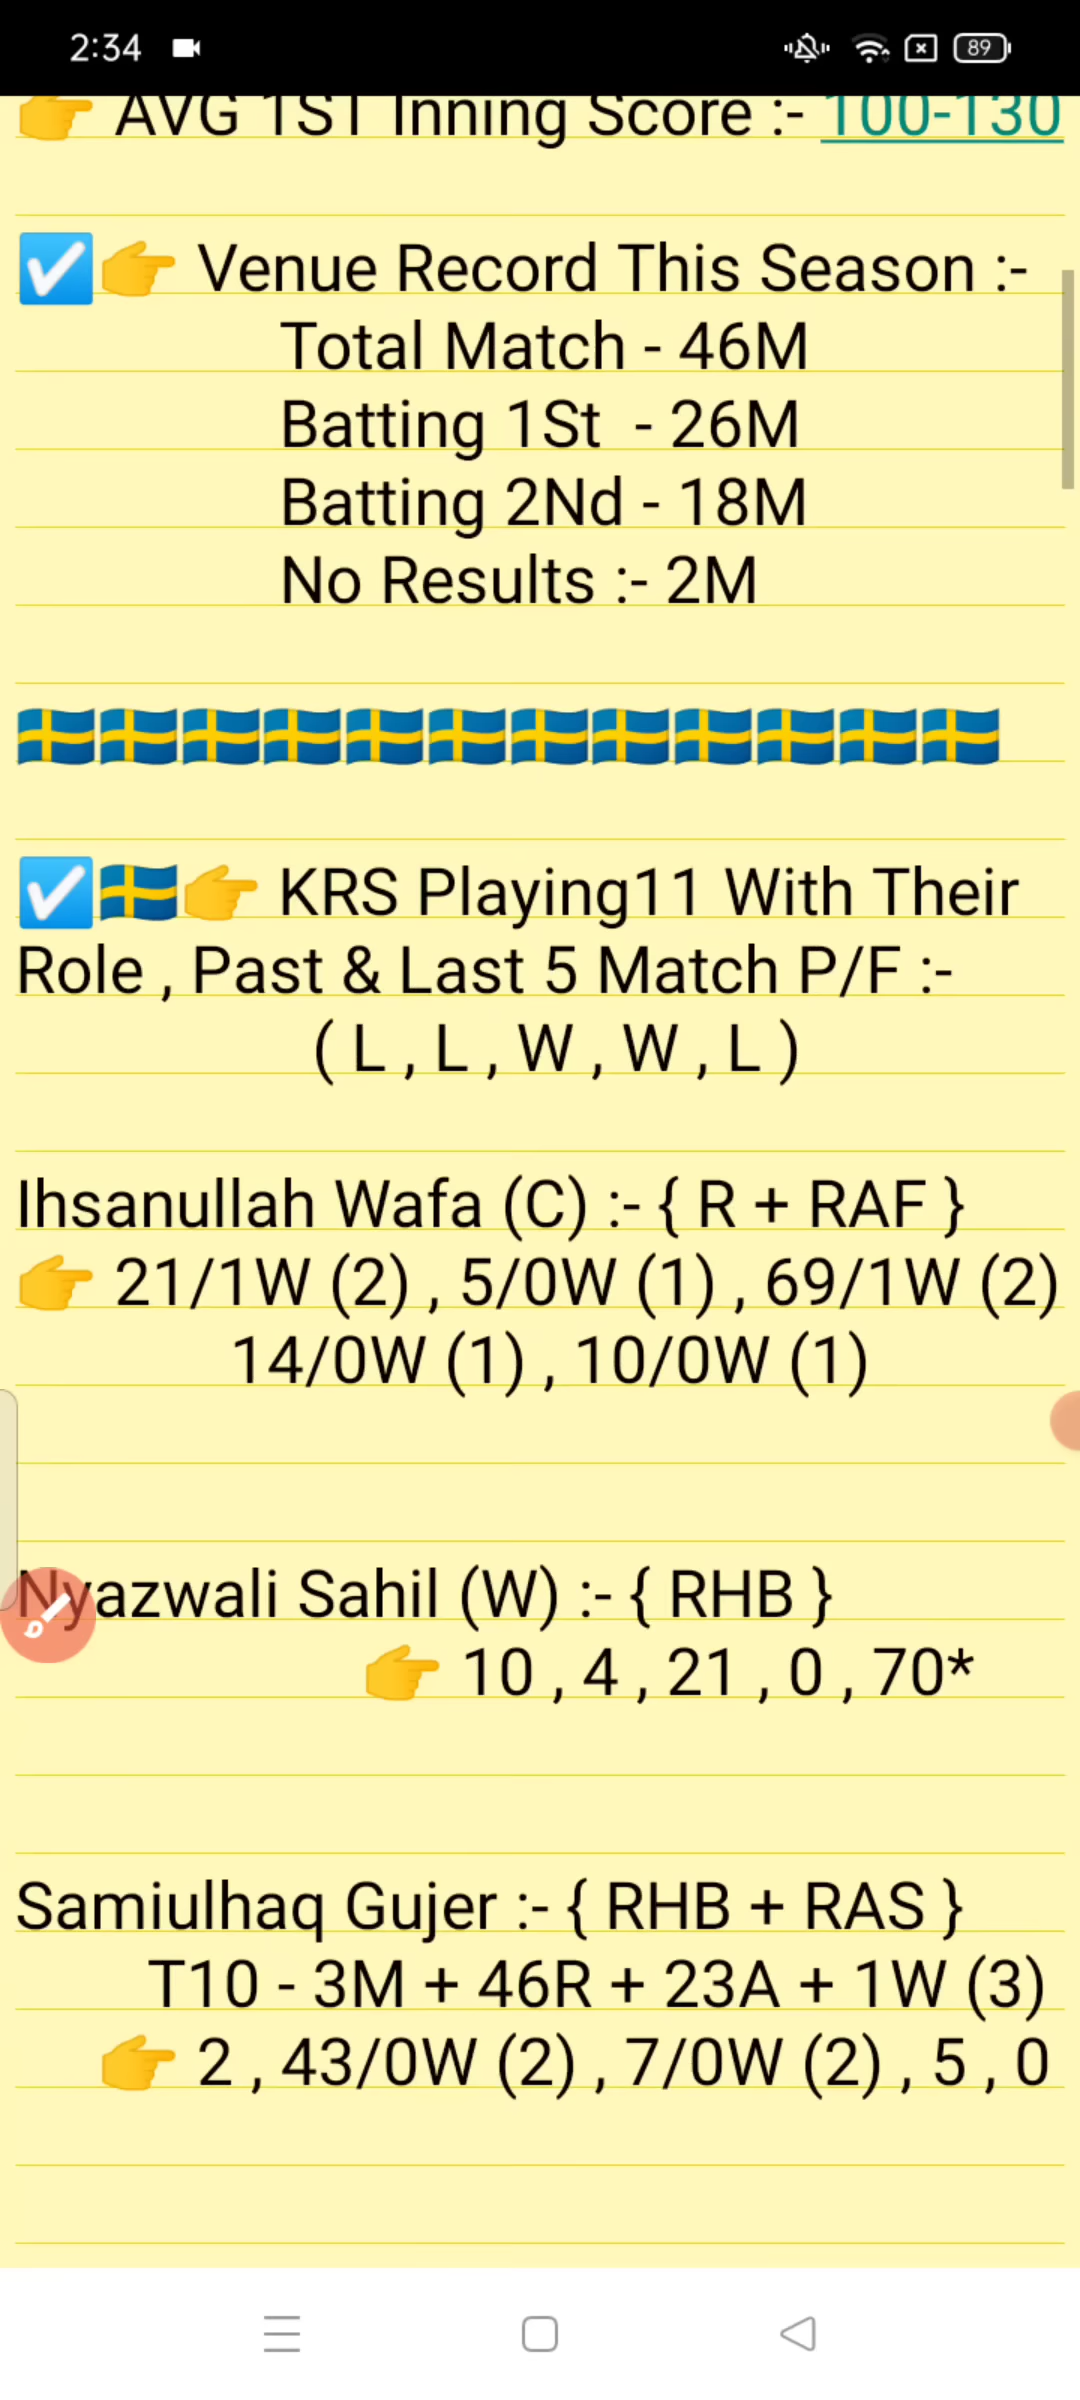 2:34 89
👉 AVG 1ST Inning Score :- 100-130
✅👉 Venue Record This Season :-
Total Match - 46M
Batting 1St - 26M
Batting 2Nd - 18M
No Results :- 2M
🇸🇪🇸🇪🇸🇪🇸🇪🇸🇪🇸🇪🇸🇪🇸🇪🇸🇪🇸🇪🇸🇪🇸🇪
✅🇸🇪👉 KRS Playing11 With Their
Role , Past & Last 5 Match P/F :-
( L , L , W , W , L )
Ihsanullah Wafa (C) :- { R + RAF }
👉 21/1W (2) , 5/0W (1) , 69/1W (2)
14/0W (1) , 10/0W (1)
Nyazwali Sahil (W) :- { RHB }
👉 10 , 4 , 21 , 0 , 70*
Samiulhaq Gujer :- { RHB + RAS }
T10 - 3M + 46R + 23A + 1W (3)
👉 2 , 43/0W (2) , 7/0W (2) , 5 , 0